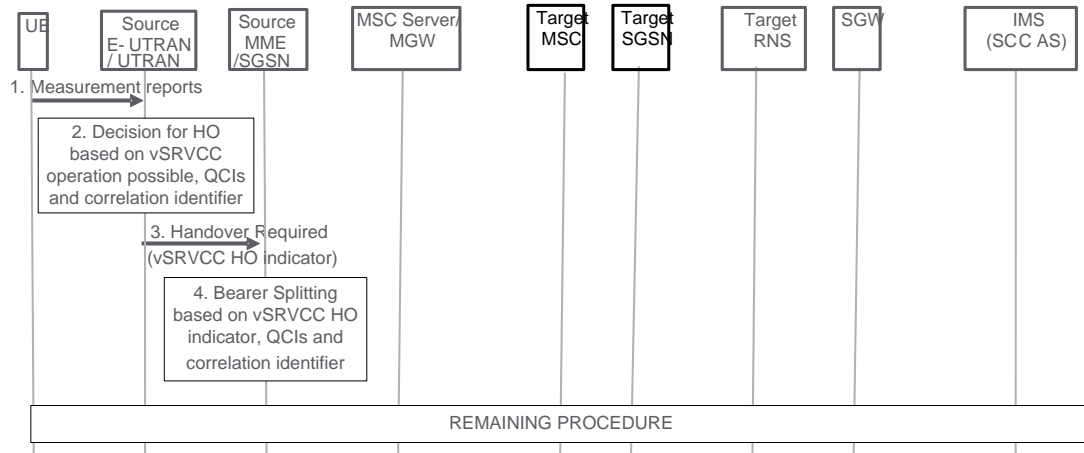 UE
Source
E- UTRAN
/ UTRAN
Source
MME
/SGSN
MSC Server/
MGW
Target
MSC
Target
SGSN
Target
RNS
SGW
IMS
(SCC AS)
1. Measurement reports
2. Decision for HO
based on vSRVCC
operation possible, QCIs
and correlation identifier
3. Handover Required
(vSRVCC HO indicator)
4. Bearer Splitting
based on vSRVCC HO
indicator, QCIs and
correlation identifier
REMAINING PROCEDURE